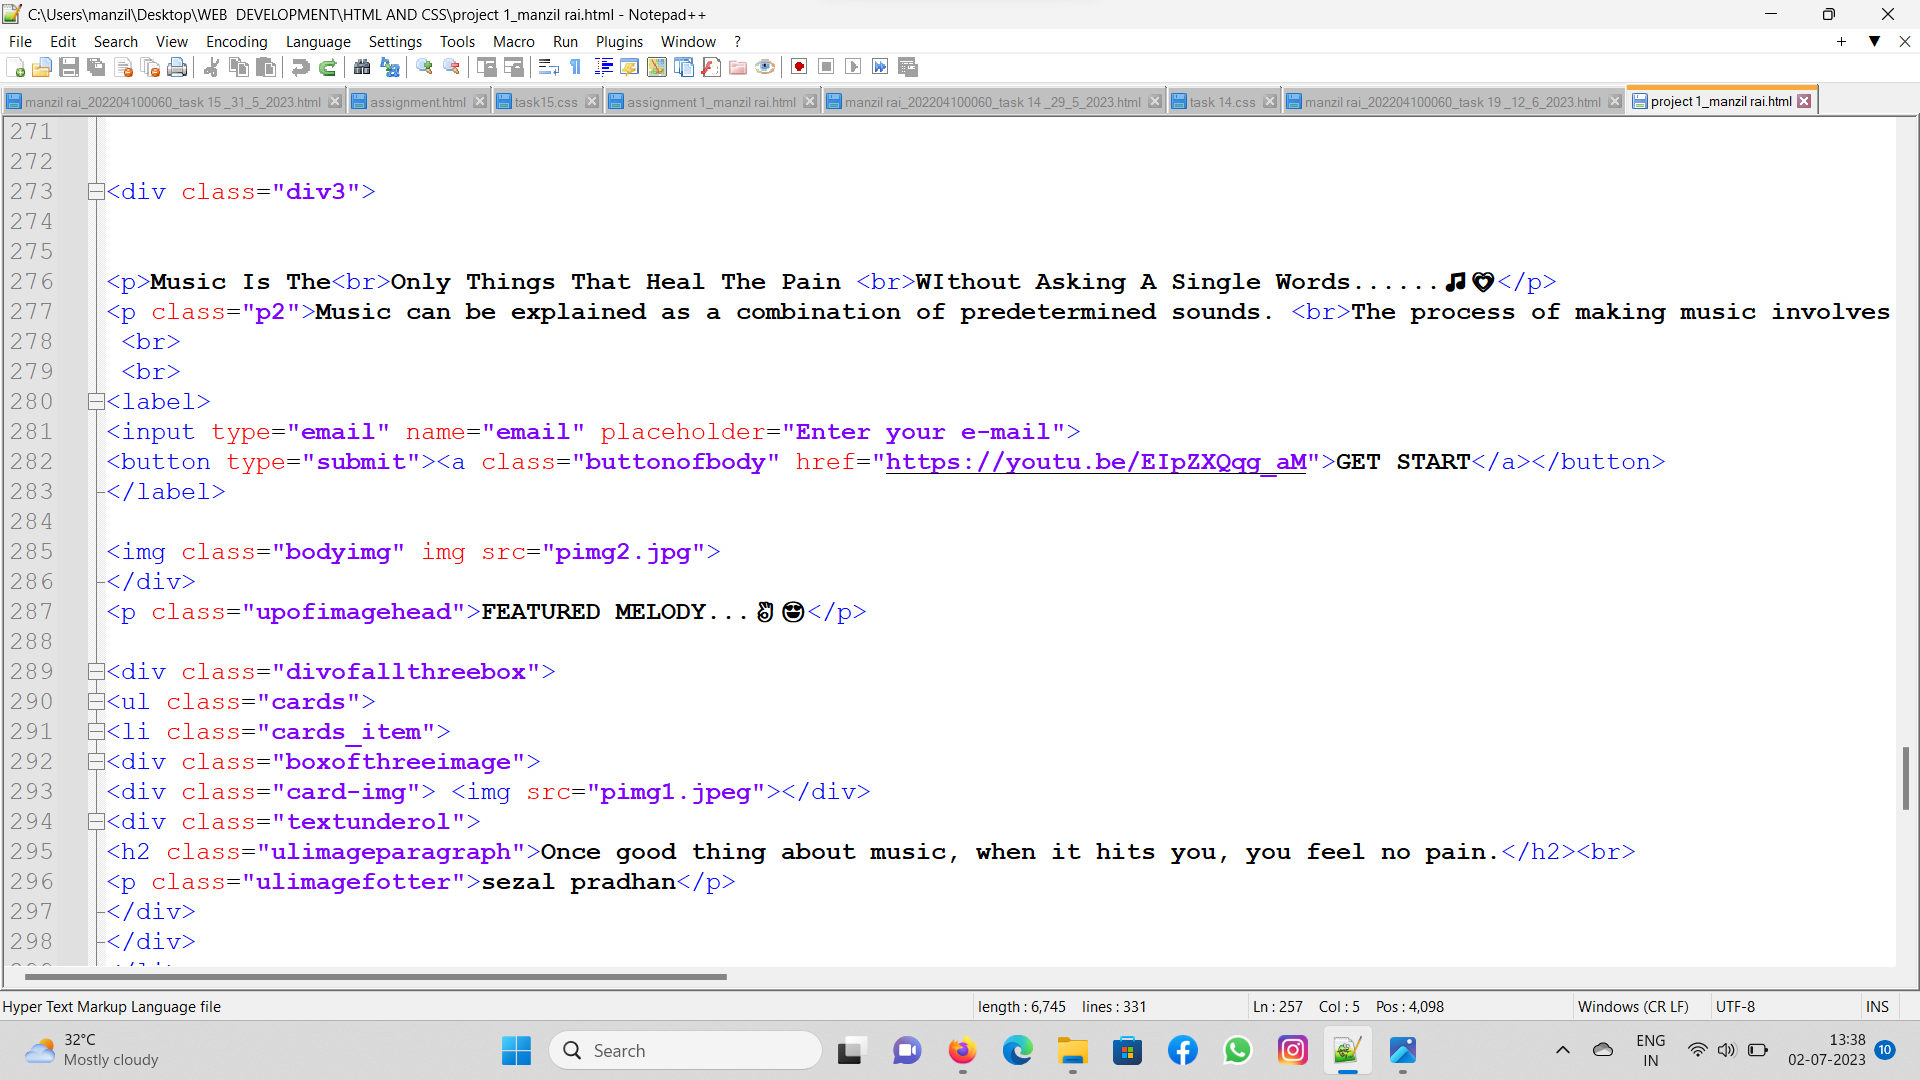 C:\Users\manzil\Desktop\WEB  DEVELOPMENT\HTML AND CSS\project 1_manzil rai.html - Notepad++
File Edit Search View Encoding Language Settings Tools Macro Run Plugins Window ?
manzil rai_202204100060_task 15 _31_5_2023.html assignment.html task15.css assignment 1_manzil rai.html manzil rai_202204100060_task 14 _29_5_2023.html task 14.css manzil rai_202204100060_task 19 _12_6_2023.html project 1_manzil rai.html
271
272
273 <div class="div3">
274
275
276 <p>Music Is The<br>Only Things That Heal The Pain <br>WIthout Asking A Single Words......🎵💗</p>
277 <p class="p2">Music can be explained as a combination of predetermined sounds. <br>The process of making music involves
278 <br>
279 <br>
280 <label>
281 <input type="email" name="email" placeholder="Enter your e-mail">
282 <button type="submit"><a class="buttonofbody" href="https://youtu.be/EIpZXQqg_aM">GET START</a></button>
283 </label>
284
285 <img class="bodyimg" img src="pimg2.jpg">
286 </div>
287 <p class="upofimagehead">FEATURED MELODY...✌😍</p>
288
289 <div class="divofallthreebox">
290 <ul class="cards">
291 <li class="cards_item">
292 <div class="boxofthreeimage">
293 <div class="card-img"> <img src="pimg1.jpeg"></div>
294 <div class="textunderol">
295 <h2 class="ulimageparagraph">Once good thing about music, when it hits you, you feel no pain.</h2><br>
296 <p class="ulimagefotter">sezal pradhan</p>
297 </div>
298 </div>
Hyper Text Markup Language file length : 6,745 lines : 331 Ln : 257 Col : 5 Pos : 4,098 Windows (CR LF) UTF-8 INS
32°C
Mostly cloudy
Search
ENG
IN
13:38
02-07-2023
10